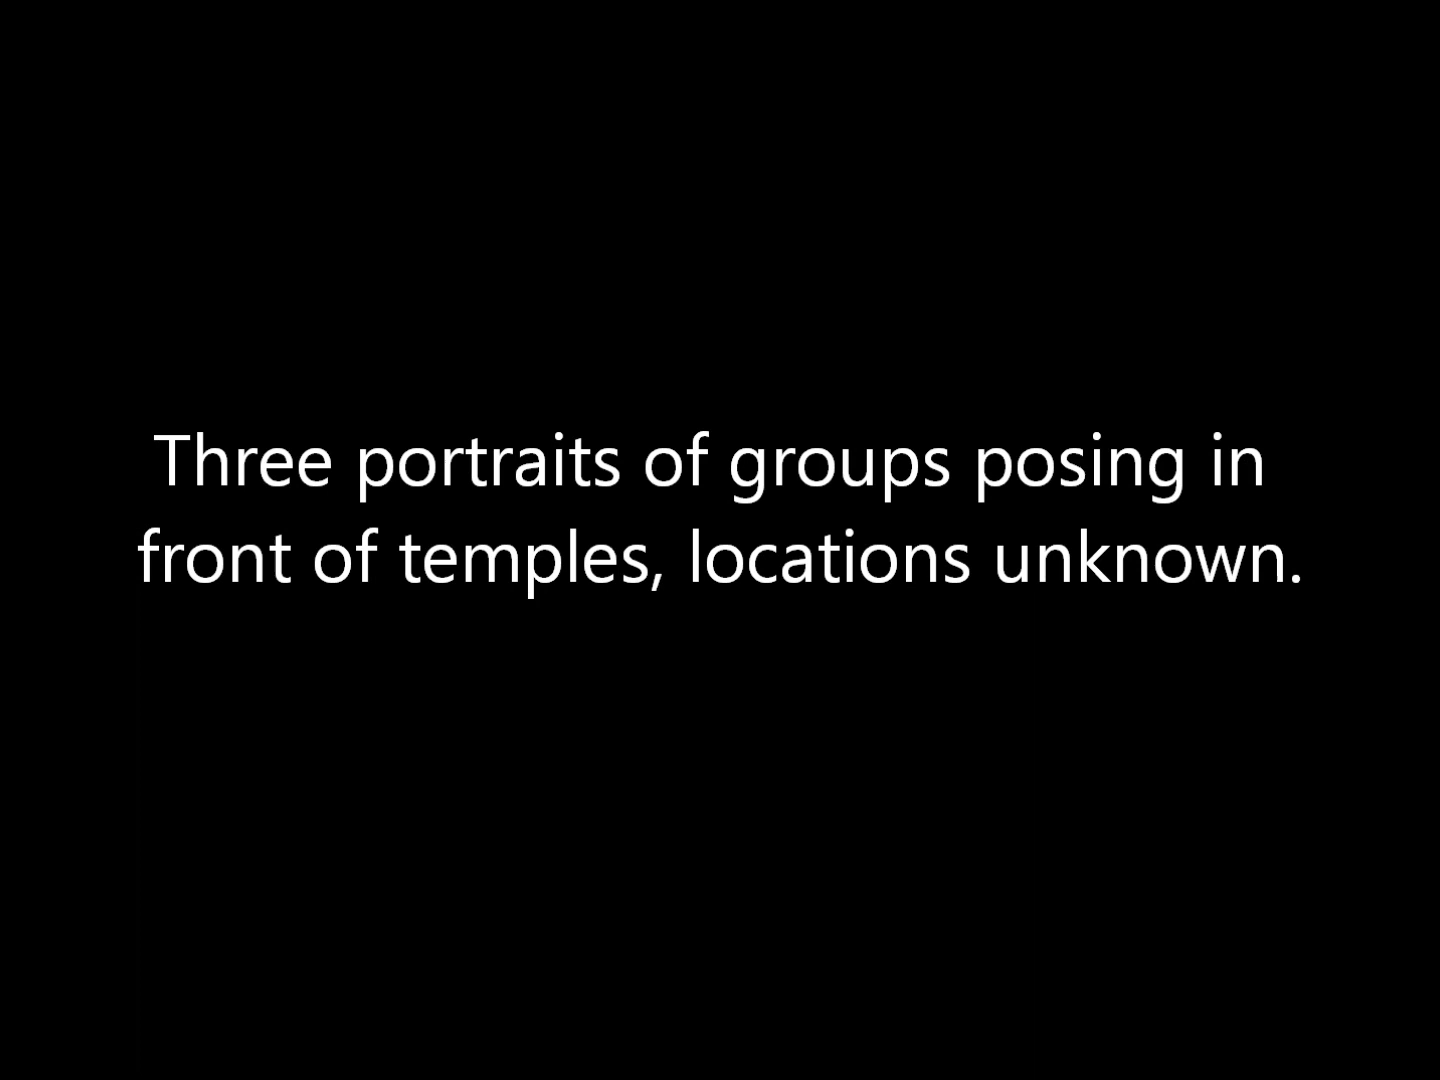 Three portraits of groups posing in
front of temples, locations unknown.